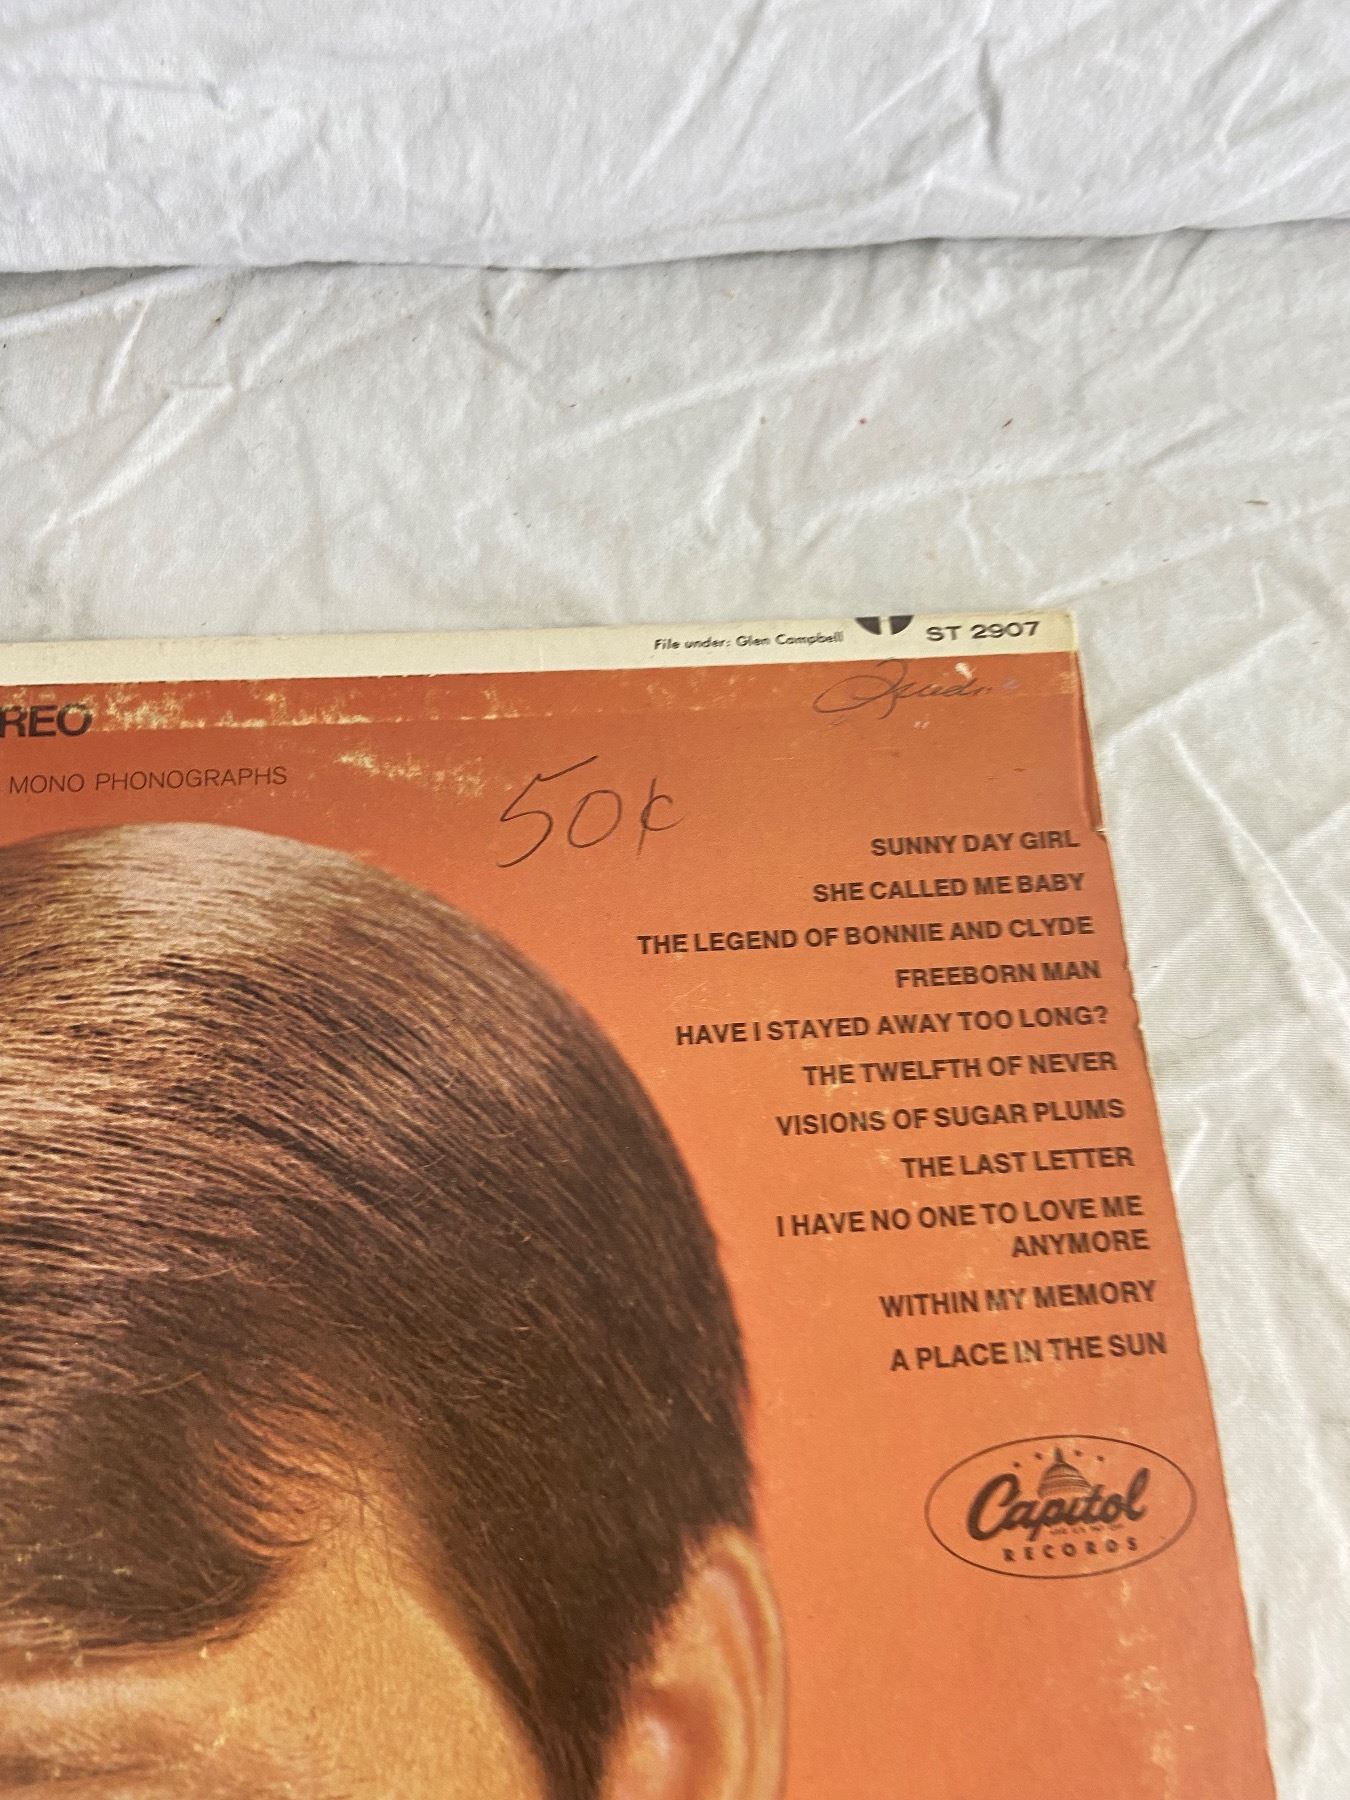 File under: Glen Campbell ST 2907
REO
MONO PHONOGRAPHS
50¢
SUNNY DAY GIRL
SHE CALLED ME BABY
THE LEGEND OF BONNIE AND CLYDE
FREEBORN MAN
HAVE I STAYED AWAY TOO LONG?
THE TWELFTH OF NEVER
VISIONS OF SUGAR PLUMS
THE LAST LETTER
I HAVE NO ONE TO LOVE ME
ANYMORE
WITHIN MY MEMORY
A PLACE IN THE SUN
Capitol
RECORDS